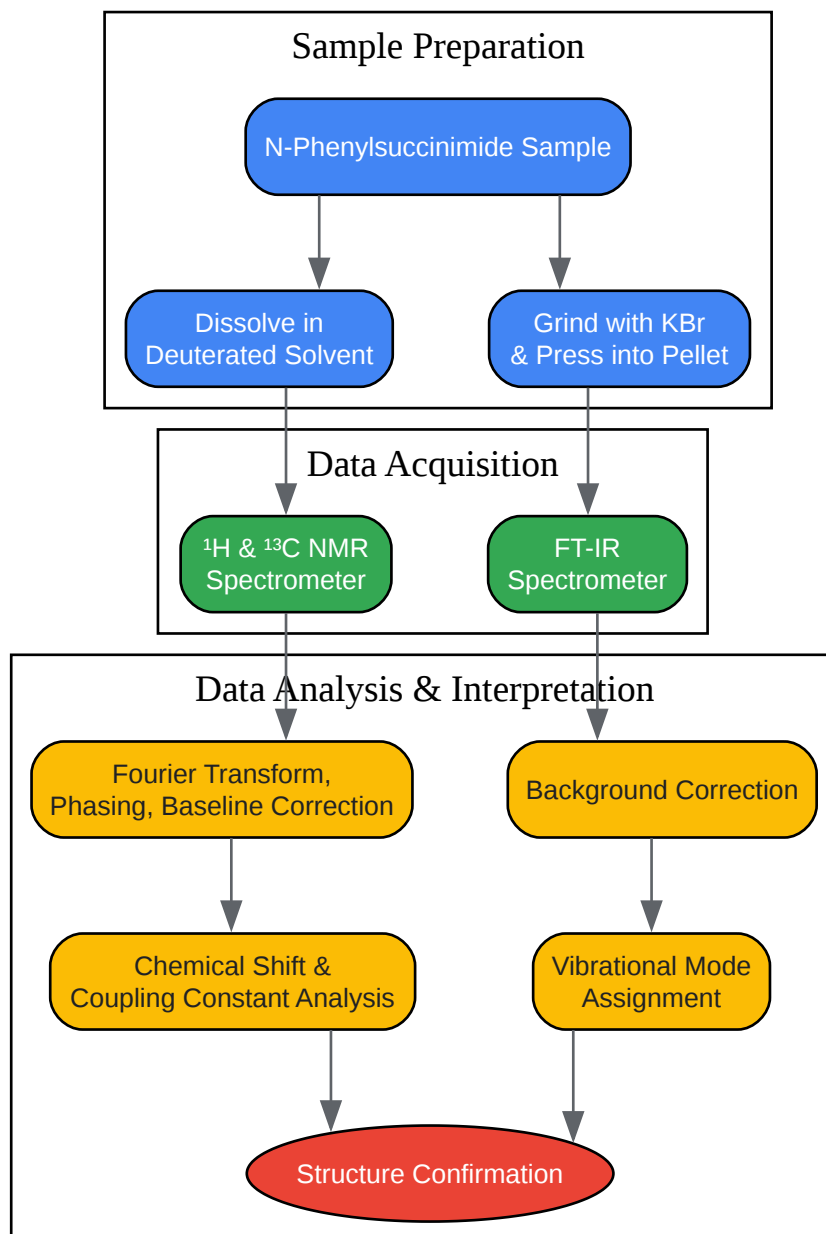 Sample Preparation
N-Phenylsuccinimide Sample
Dissolve in
Deuterated Solvent
Grind with KBr
& Press into Pellet
Data Acquisition
¹H & ¹³C NMR
Spectrometer
FT-IR
Spectrometer
Data Analysis & Interpretation
Fourier Transform,
Phasing, Baseline Correction
Background Correction
Chemical Shift &
Coupling Constant Analysis
Vibrational Mode
Assignment
Structure Confirmation